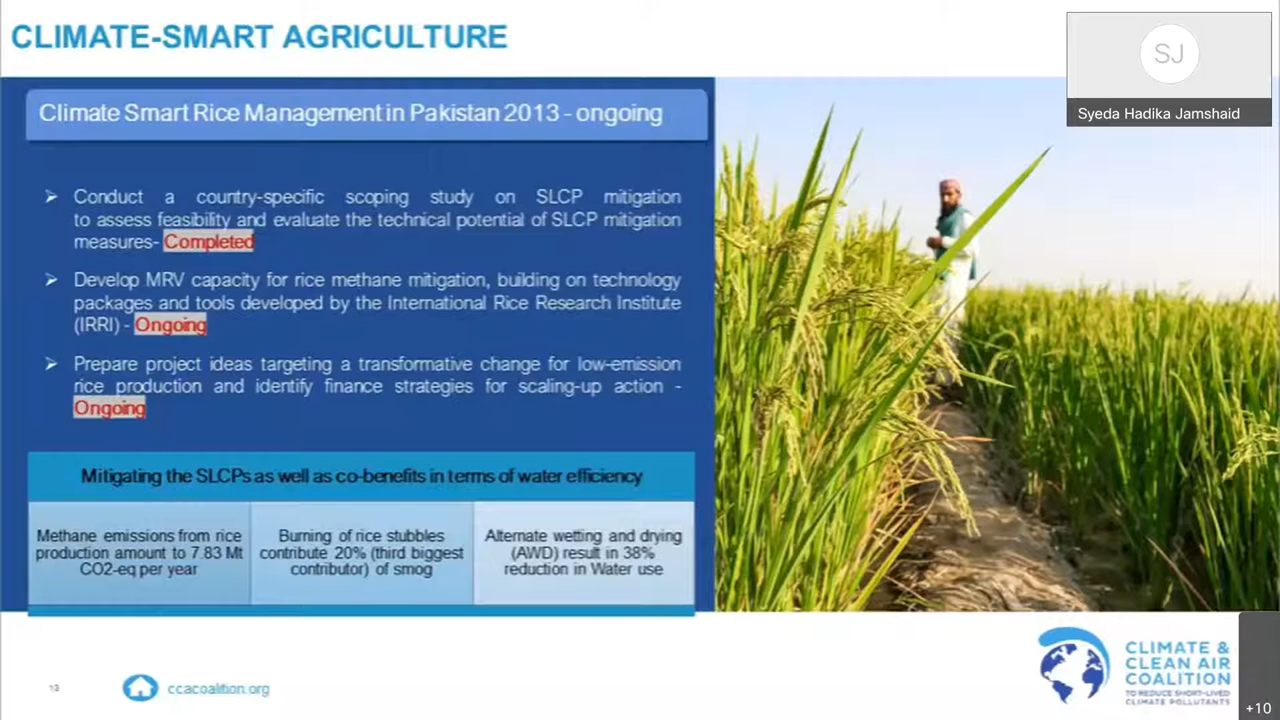 CLIMATE-SMART AGRICULTURE
SJ
Syeda Hadika Jamshaid
Climate Smart Rice Management in Pakistan 2013 - ongoing
Conduct a country-specific scoping study on SLCP mitigation
to assess feasibility and evaluate the technical potential of SLCP mitigation
measures- Completed
Develop MRV capacity for rice methane mitigation, building on technology
packages and tools developed by the International Rice Research Institute
(IRRI) - Ongoing
Prepare project ideas targeting a transformative change for low-emission
rice production and identify finance strategies for scaling-up action -
Ongoing
Mitigating the SLCPs as well as co-benefits in terms of water efficiency
Methane emissions from rice
production amount to 7.83 Mt
CO2-eq per year
Burning of rice stubbles
contribute 20% (third biggest
contributor) of smog
Alternate wetting and drying
(AWD) result in 38%
reduction in Water use
13
ccacoalition.org
CLIMATE &
CLEAN AIR
COALITION
TO REDUCE SHORT-LIVED
CLIMATE POLLUTANTS
+10